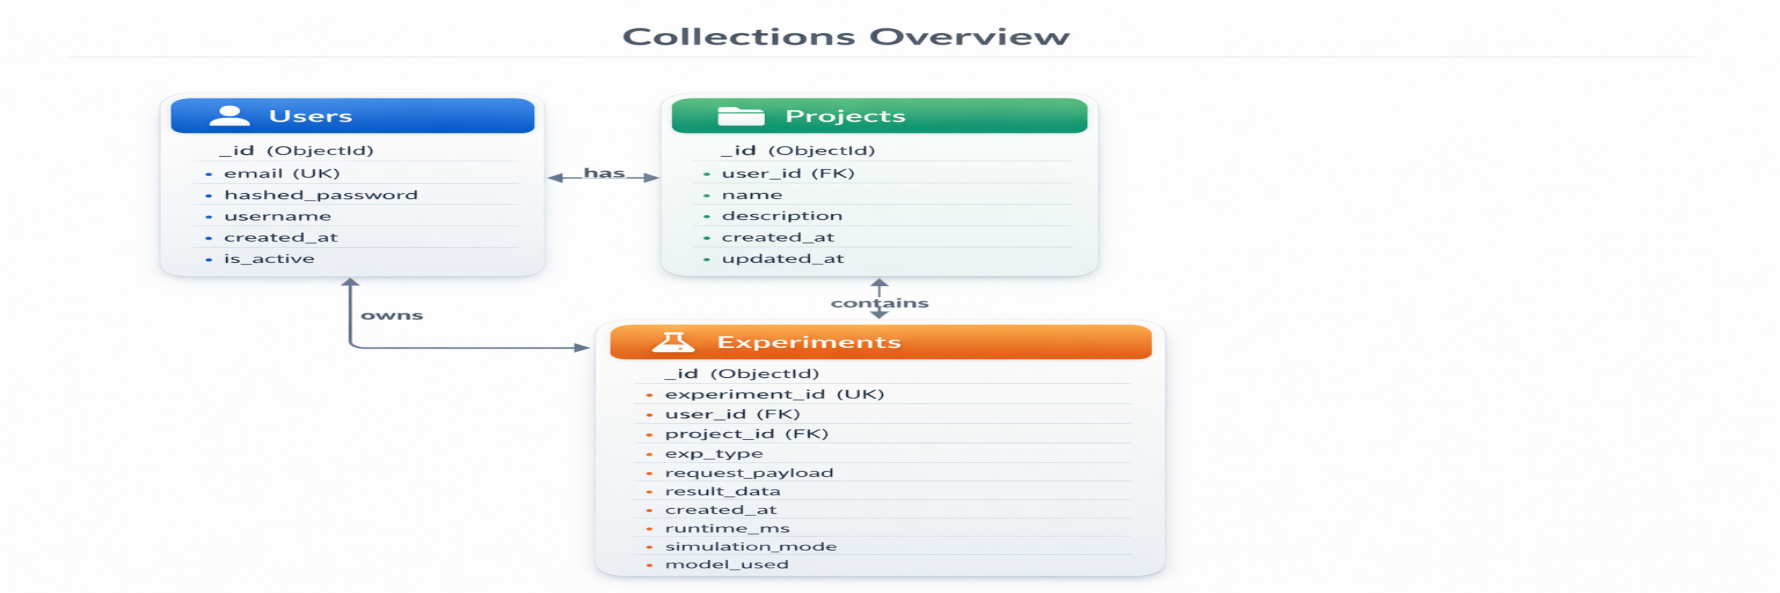 Collections Overview
Users
_id (ObjectId)
email (UK)
hashed_password
username
created_at
is_active
has
Projects
_id (ObjectId)
user_id (FK)
name
description
created_at
updated_at
owns
contains
Experiments
_id (ObjectId)
experiment_id (UK)
user_id (FK)
project_id (FK)
exp_type
request_payload
result_data
created_at
runtime_ms
simulation_mode
model_used